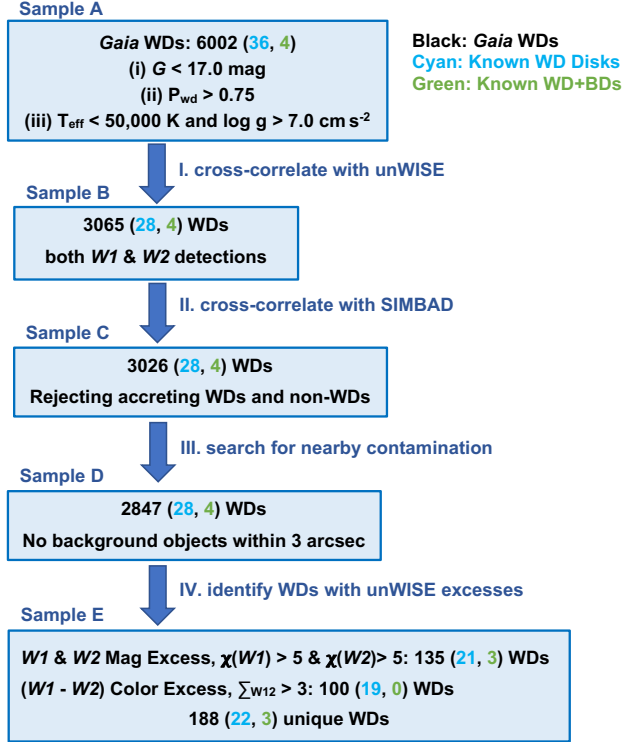 Sample A
Gaia WDs: 6002 (36, 4)
(i) G < 17.0 mag
(ii) Pwd > 0.75
(iii) Teff < 50,000 K and log g > 7.0 cm s-2
Black: Gaia WDs
Cyan: Known WD Disks
Green: Known WD+BDs
I. cross-correlate with unWISE
Sample B
3065 (28, 4) WDs
both W1 & W2 detections
II. cross-correlate with SIMBAD
Sample C
3026 (28, 4) WDs
Rejecting accreting WDs and non-WDs
III. search for nearby contamination
Sample D
2847 (28, 4) WDs
No background objects within 3 arcsec
IV. identify WDs with unWISE excesses
Sample E
W1 & W2 Mag Excess, χ(W1) > 5 & χ(W2)> 5: 135 (21, 3) WDs
(W1 - W2) Color Excess, ∑W12 > 3: 100 (19, 0) WDs
188 (22, 3) unique WDs